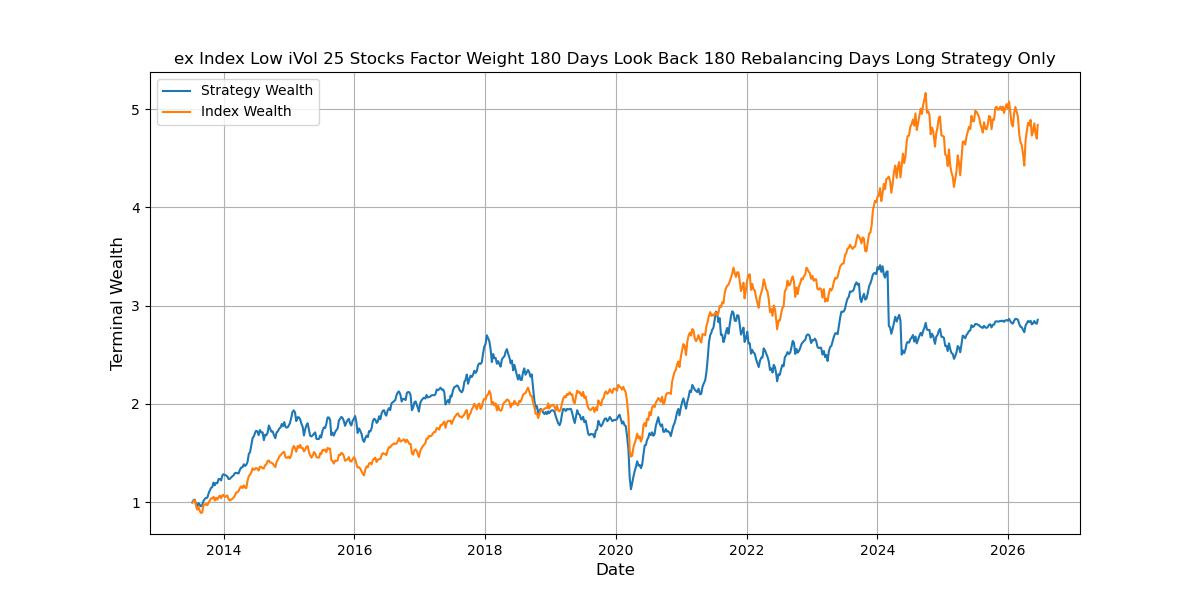 ex Index Low iVol 25 Stocks Factor Weight 180 Days Look Back 180 Rebalancing Days Long Strategy Only
Strategy Wealth
Index Wealth
Terminal Wealth
5
4
3
2
1
2014 2016 2018 2020 2022 2024 2026
Date